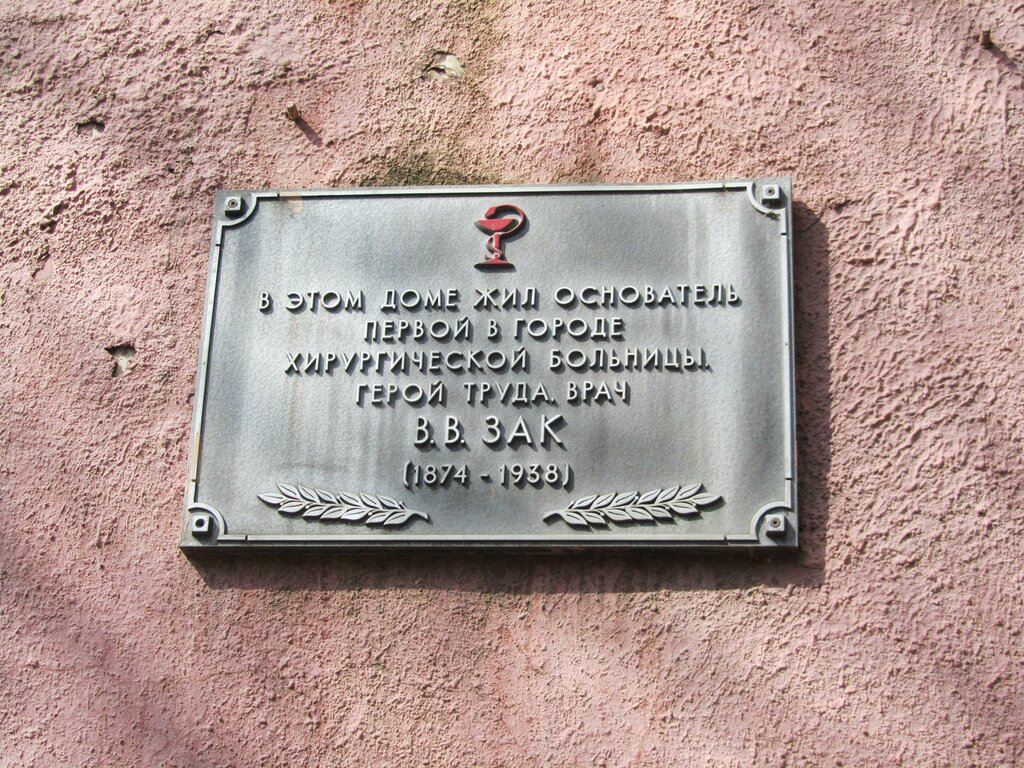 В ЭТОМ ДОМЕ ЖИЛ ОСНОВАТЕЛЬ
ПЕРВОЙ В ГОРОДЕ
ХИРУРГИЧЕСКОЙ БОЛЬНИЦЫ,
ГЕРОЙ ТРУДА, ВРАЧ
В.В. ЗАК
(1874 - 1938)